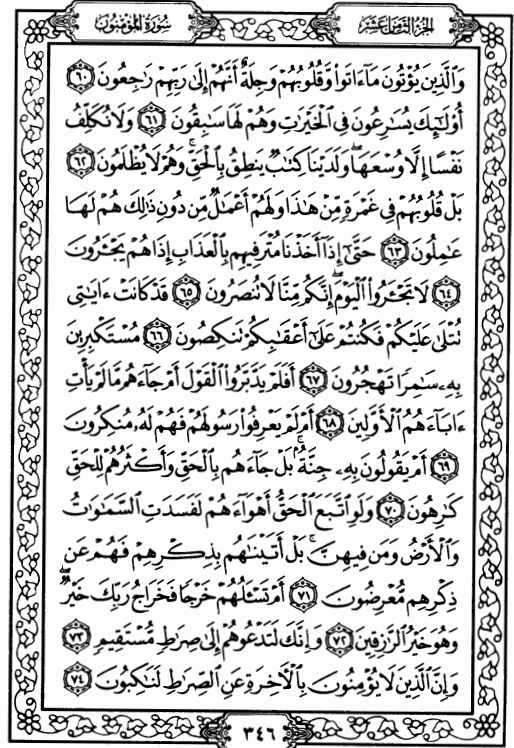 سورة المؤمنون
الجزء الثامن عشر
وَالَّذِينَ يُؤْتُونَ مَآ ءَاتَوا۟ وَّقُلُوبُهُمْ وَجِلَةٌ أَنَّهُمْ إِلَىٰ رَبِّهِمْ رَٰجِعُونَ ٦٠
أُو۟لَٰٓئِكَ يُسَٰرِعُونَ فِى ٱلْخَيْرَٰتِ وَهُمْ لَهَا سَٰبِقُونَ ٦١ وَلَا نُكَلِّفُ
نَفْسًا إِلَّا وُسْعَهَا ۖ وَلَدَيْنَا كِتَٰبٌ يَنطِقُ بِٱلْحَقِّ ۚ وَهُمْ لَا يُظْلَمُونَ ٦٢
بَلْ قُلُوبُهُمْ فِى غَمْرَةٍ مِّنْ هَٰذَا وَلَهُمْ أَعْمَٰلٌ مِّن دُونِ ذَٰلِكَ هُمْ لَهَا
عَٰمِلُونَ ٦٣ حَتَّىٰٓ إِذَآ أَخَذْنَا مُتْرَفِيهِم بِٱلْعَذَابِ إِذَا هُمْ يَجْـَٔرُونَ
٦٤ لَا تَجْـَٔرُوا۟ ٱلْيَوْمَ ۖ إِنَّكُم مِّنَّا لَا تُنصَرُونَ ٦٥ قَدْ كَانَتْ ءَايَٰتِى
تُتْلَىٰ عَلَيْكُمْ فَكُنتُمْ عَلَىٰٓ أَعْقَٰبِكُمْ تَنكِصُونَ ٦٦ مُسْتَكْبِرِينَ
بِهِۦ سَٰمِرًا تَهْجُرُونَ ٦٧ أَفَلَمْ يَدَّبَّرُوا۟ ٱلْقَوْلَ أَمْ جَآءَهُم مَّا لَمْ يَأْتِ
ءَابَآءَهُمُ ٱلْأَوَّلِينَ ٦٨ أَمْ لَمْ يَعْرِفُوا۟ رَسُولَهُمْ فَهُمْ لَهُۥ مُنكِرُونَ
٦٩ أَمْ يَقُولُونَ بِهِۦ جِنَّةٌۢ ۚ بَلْ جَآءَهُم بِٱلْحَقِّ وَأَكْثَرُهُمْ لِلْحَقِّ
كَٰرِهُونَ ٧٠ وَلَوِ ٱتَّبَعَ ٱلْحَقُّ أَهْوَآءَهُمْ لَفَسَدَتِ ٱلسَّمَٰوَٰتُ
وَٱلْأَرْضُ وَمَن فِيهِنَّ ۚ بَلْ أَتَيْنَٰهُم بِذِكْرِهِمْ فَهُمْ عَن
ذِكْرِهِم مُّعْرِضُونَ ٧١ أَمْ تَسْـَٔلُهُمْ خَرْجًا فَخَرَاجُ رَبِّكَ خَيْرٌ ۖ
وَهُوَ خَيْرُ ٱلرَّٰزِقِينَ ٧٢ وَإِنَّكَ لَتَدْعُوهُمْ إِلَىٰ صِرَٰطٍ مُّسْتَقِيمٍ ٧٣
وَإِنَّ ٱلَّذِينَ لَا يُؤْمِنُونَ بِٱلْءَاخِرَةِ عَنِ ٱلصِّرَٰطِ لَنَٰكِبُونَ ٧٤
٣٤٦